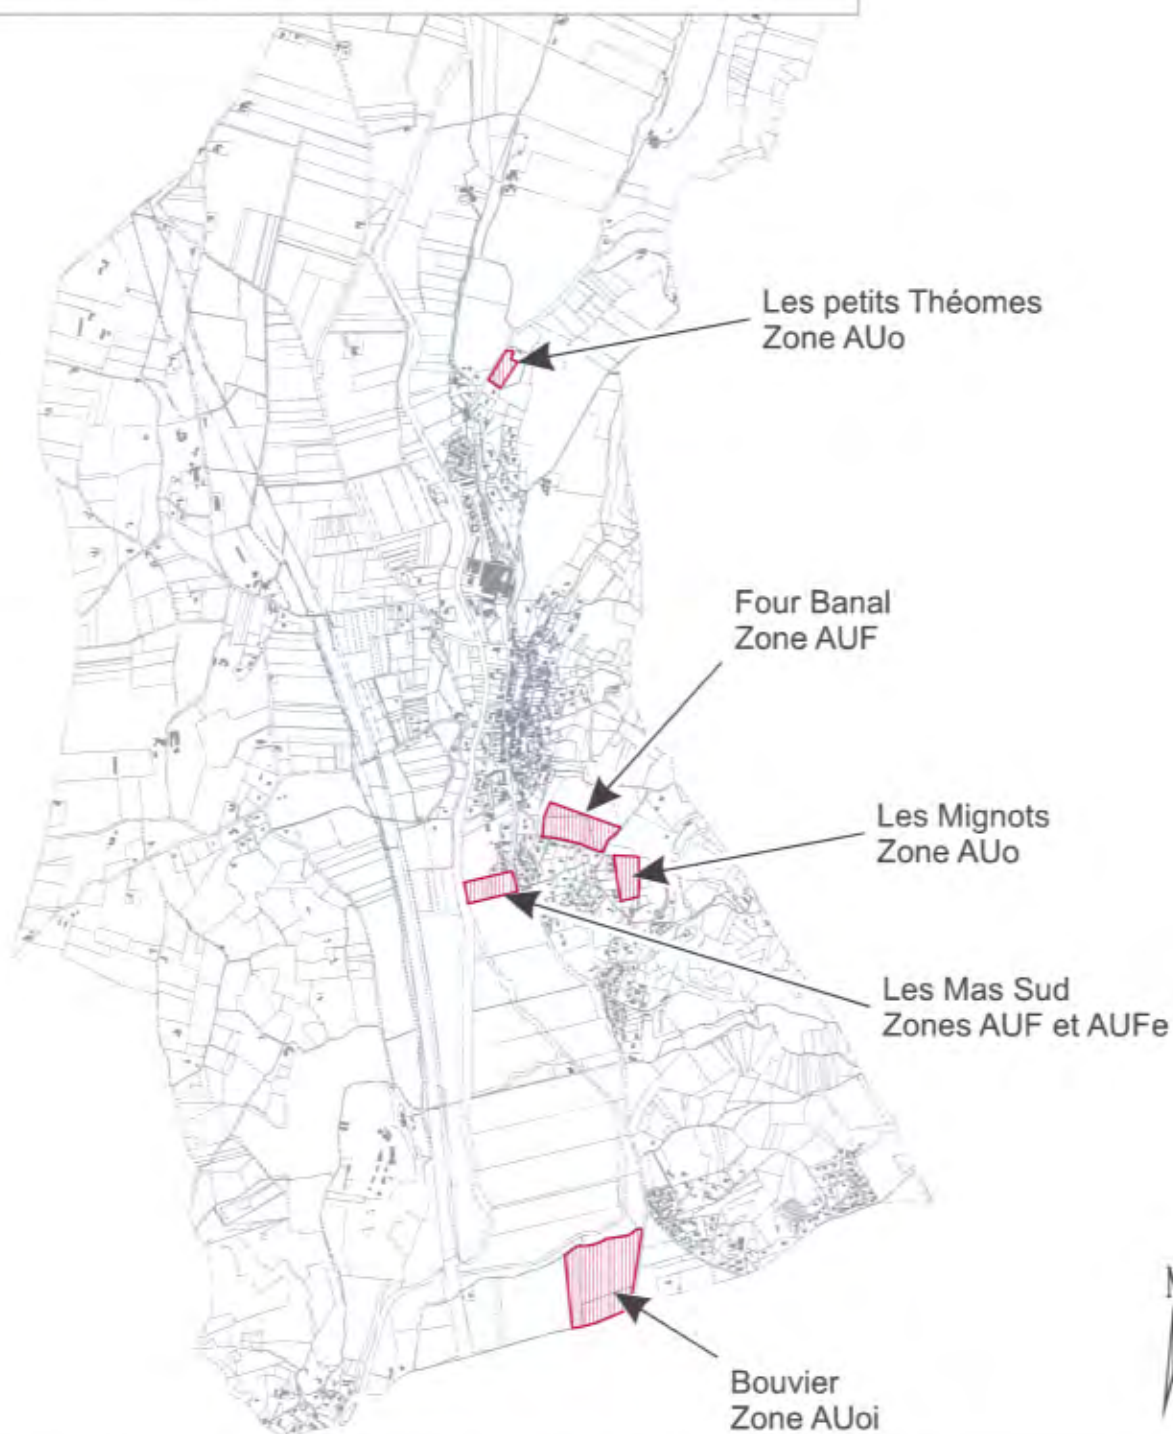 Les petits Théomes
Zone AUo
Four Banal
Zone AUF
Les Mignots
Zone AUo
Les Mas Sud
Zones AUF et AUFe
Bouvier
Zone AUoi